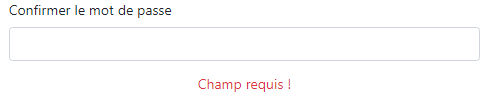 Confirmer le mot de passe
Champ requis !